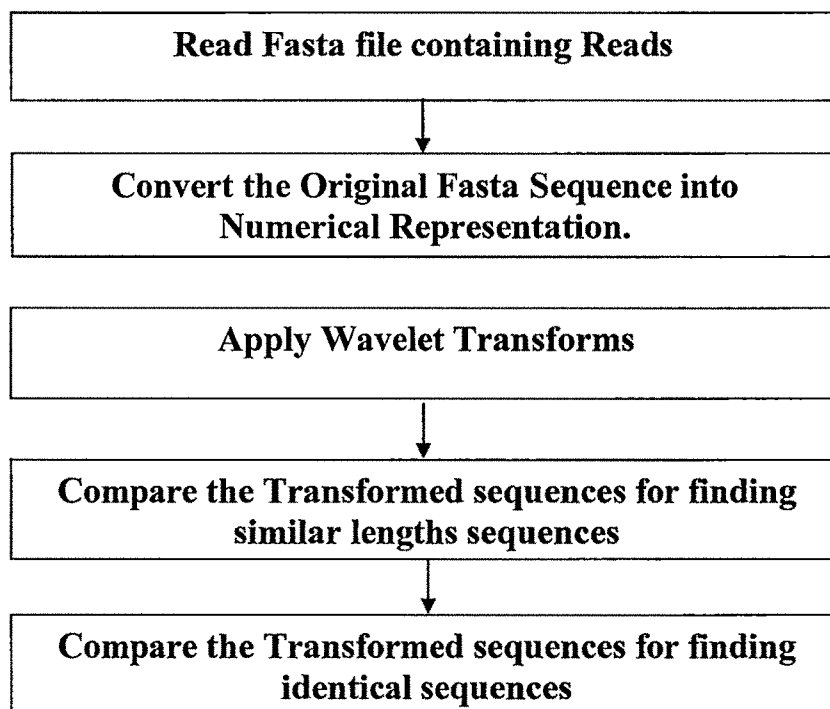 Read Fasta file containing Reads
Convert the Original Fasta Sequence into
Numerical Representation.
Apply Wavelet Transforms
Compare the Transformed sequences for finding
similar lengths sequences
Compare the Transformed sequences for finding
identical sequences